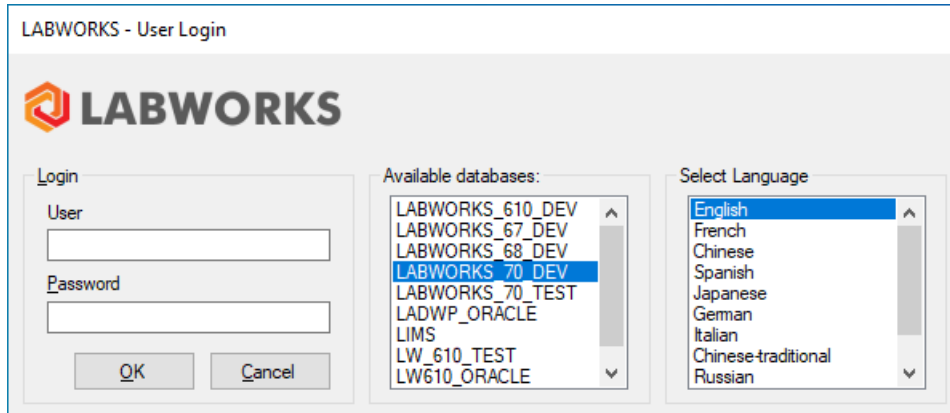 LABWORKS - User Login
LABWORKS
Login
User
Password
OK
Cancel
Available databases:
LABWORKS_610_DEV
LABWORKS_67_DEV
LABWORKS_68_DEV
LABWORKS_70_DEV
LABWORKS_70_TEST
LADWP_ORACLE
LIMS
LW_610_TEST
LW610_ORACLE
Select Language
English
French
Chinese
Spanish
Japanese
German
Italian
Chinese-traditional
Russian